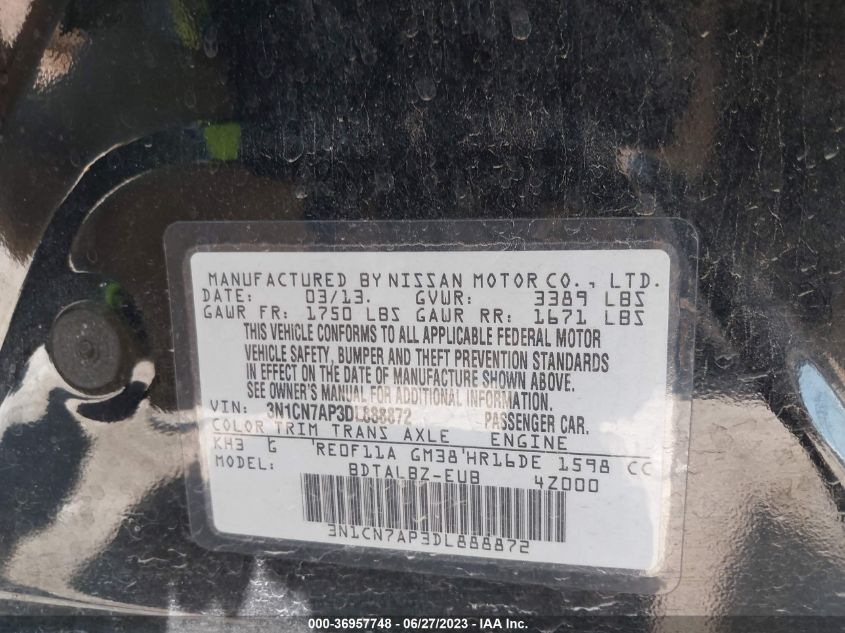 MANUFACTURED BY NISSAN MOTOR CO., LTD.
DATE: 03/13. GVWR: 3389 LBS
GAWR FR: 1750 LBS GAWR RR: 1671 LBS
THIS VEHICLE CONFORMS TO ALL APPLICABLE FEDERAL MOTOR
VEHICLE SAFETY, BUMPER AND THEFT PREVENTION STANDARDS
IN EFFECT ON THE DATE OF MANUFACTURE SHOWN ABOVE.
SEE OWNER'S MANUAL FOR ADDITIONAL INFORMATION.
VIN: 3N1CN7AP3DL888872 PASSENGER CAR.
COLOR TRIM TRANS AXLE ENGINE
KH3 G RE0F11A GM38 HR16DE 1598 CC
MODEL: BDTALBZ-EUB 4Z000
3N1CN7AP3DL888872
000-36957748 - 06/27/2023 - © IAA Inc.